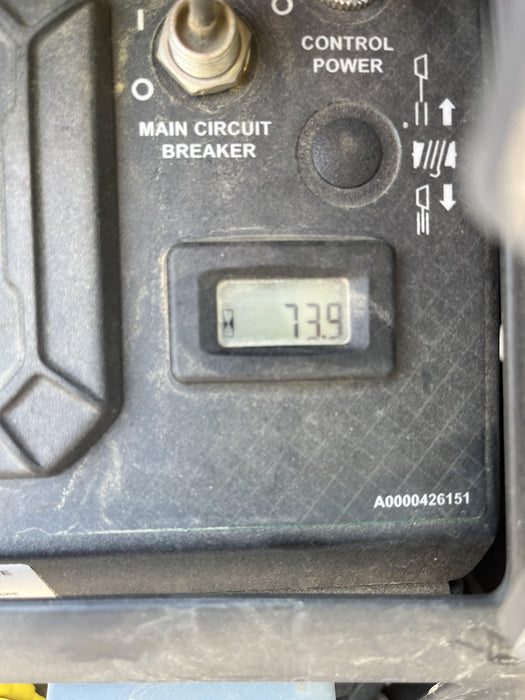 I
O
O
CONTROL
POWER
MAIN CIRCUIT
BREAKER
73.9
A0000426151